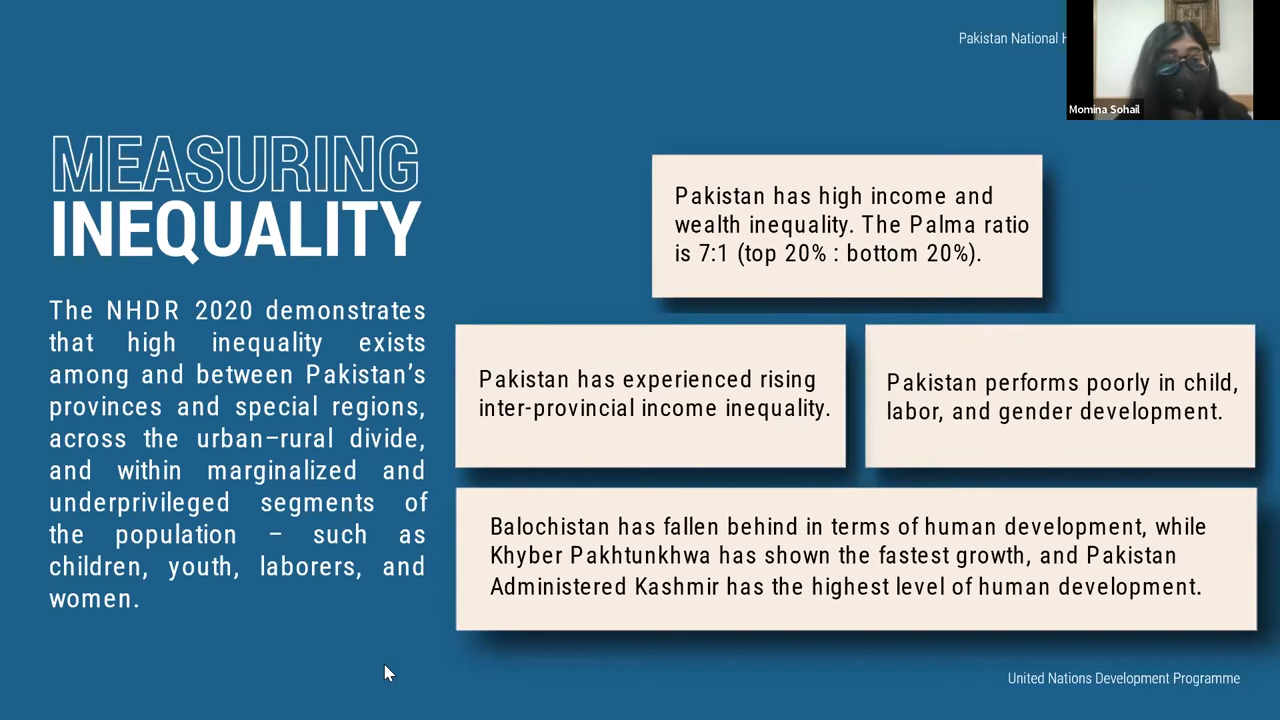 Pakistan National H
Momina Sohail
MEASURING
INEQUALITY
The NHDR 2020 demonstrates
that high inequality exists
among and between Pakistan’s
provinces and special regions,
across the urban–rural divide,
and within marginalized and
underprivileged segments of
the population – such as
children, youth, laborers, and
women.
Pakistan has high income and
wealth inequality. The Palma ratio
is 7:1 (top 20% : bottom 20%).
Pakistan has experienced rising
inter-provincial income inequality.
Pakistan performs poorly in child,
labor, and gender development.
Balochistan has fallen behind in terms of human development, while
Khyber Pakhtunkhwa has shown the fastest growth, and Pakistan
Administered Kashmir has the highest level of human development.
United Nations Development Programme